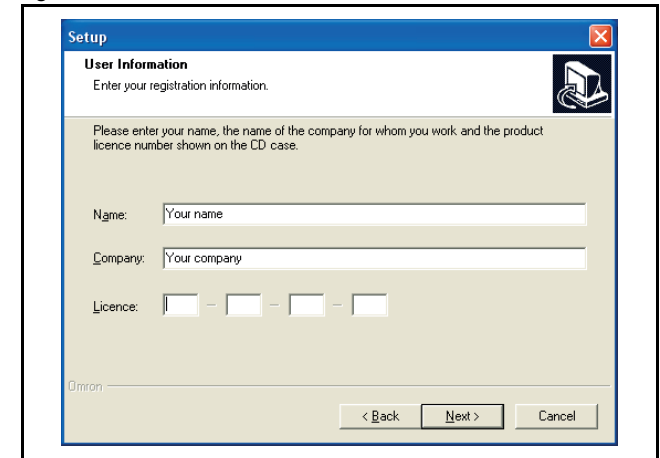 Setup
User Information
Enter your registration information.
Please enter your name, the name of the company for whom you work and the product
licence number shown on the CD case.
Name: Your name
Company: Your company
Licence: – – –
Omron
< Back Next > Cancel